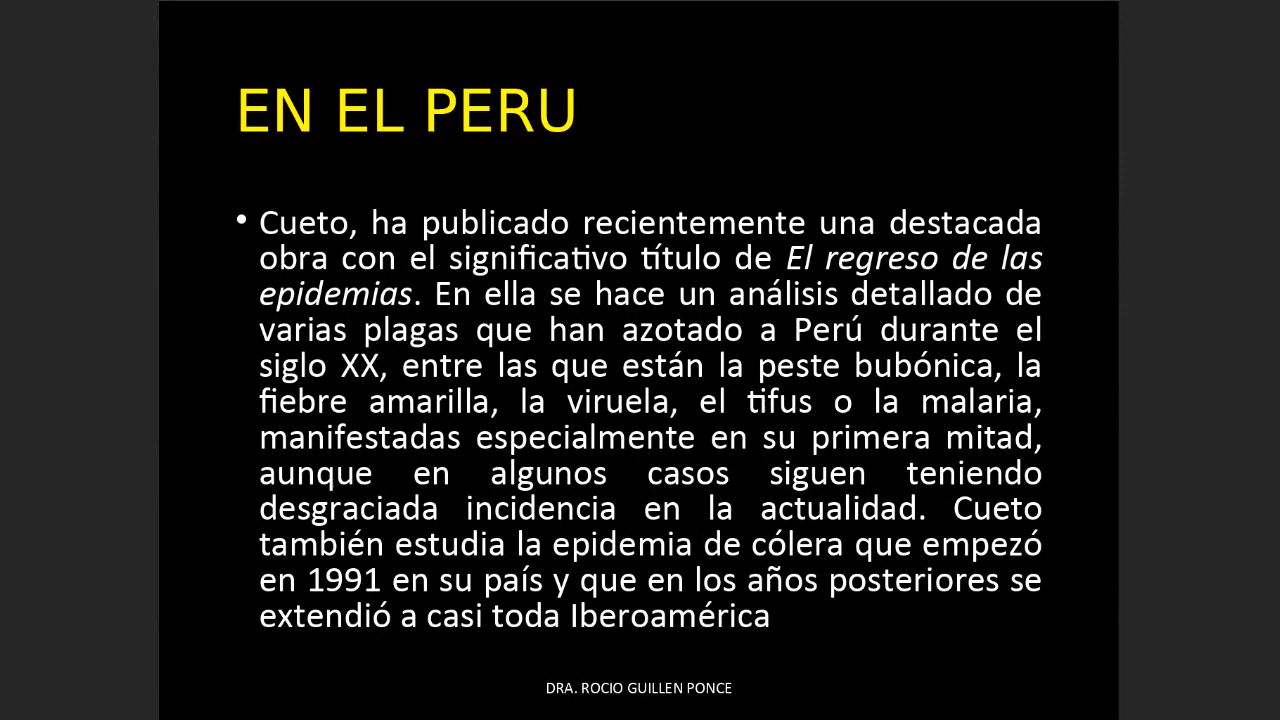 EN EL PERU
• Cueto, ha publicado recientemente una destacada
obra con el significativo título de El regreso de las
epidemias. En ella se hace un análisis detallado de
varias plagas que han azotado a Perú durante el
siglo XX, entre las que están la peste bubónica, la
fiebre amarilla, la viruela, el tifus o la malaria,
manifestadas especialmente en su primera mitad,
aunque en algunos casos siguen teniendo
desgraciada incidencia en la actualidad. Cueto
también estudia la epidemia de cólera que empezó
en 1991 en su país y que en los años posteriores se
extendió a casi toda Iberoamérica
DRA. ROCIO GUILLEN PONCE